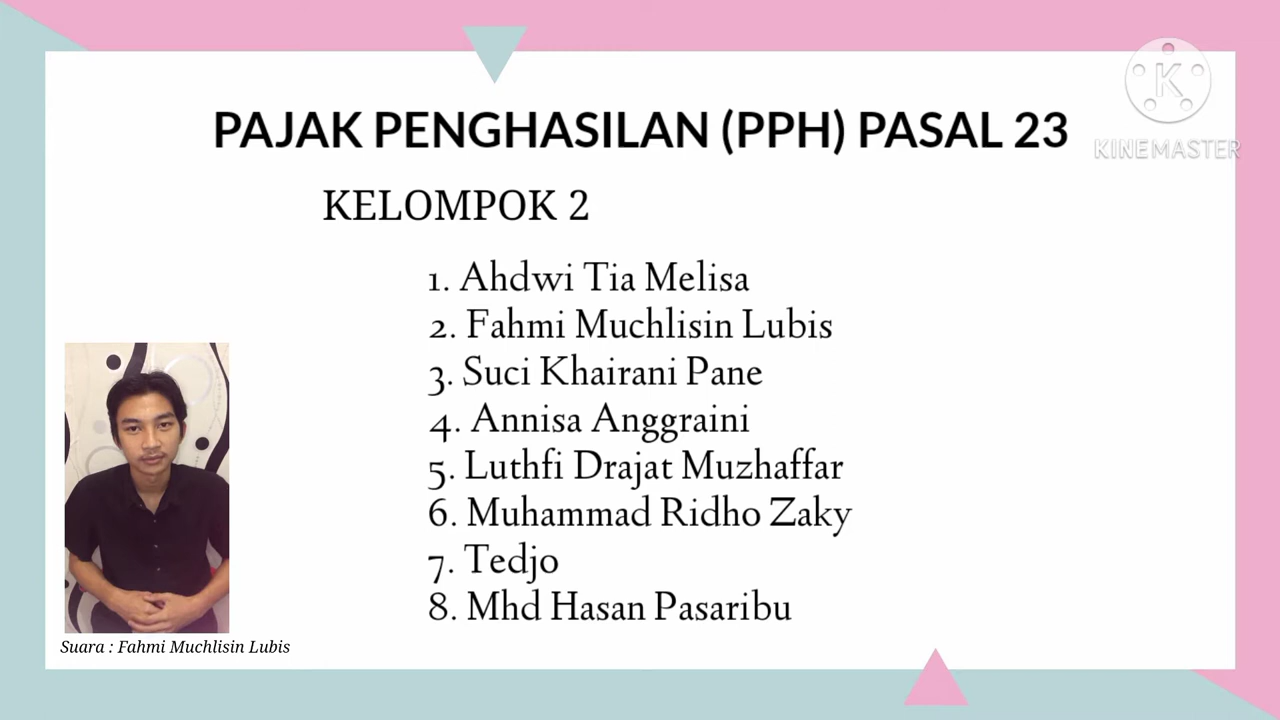 PAJAK PENGHASILAN (PPH) PASAL 23
K
KINEMASTER
KELOMPOK 2
1. Ahdwi Tia Melisa
2. Fahmi Muchlisin Lubis
3. Suci Khairani Pane
4. Annisa Anggraini
5. Luthfi Drajat Muzhaffar
6. Muhammad Ridho Zaky
7. Tedjo
8. Mhd Hasan Pasaribu
Suara : Fahmi Muchlisin Lubis